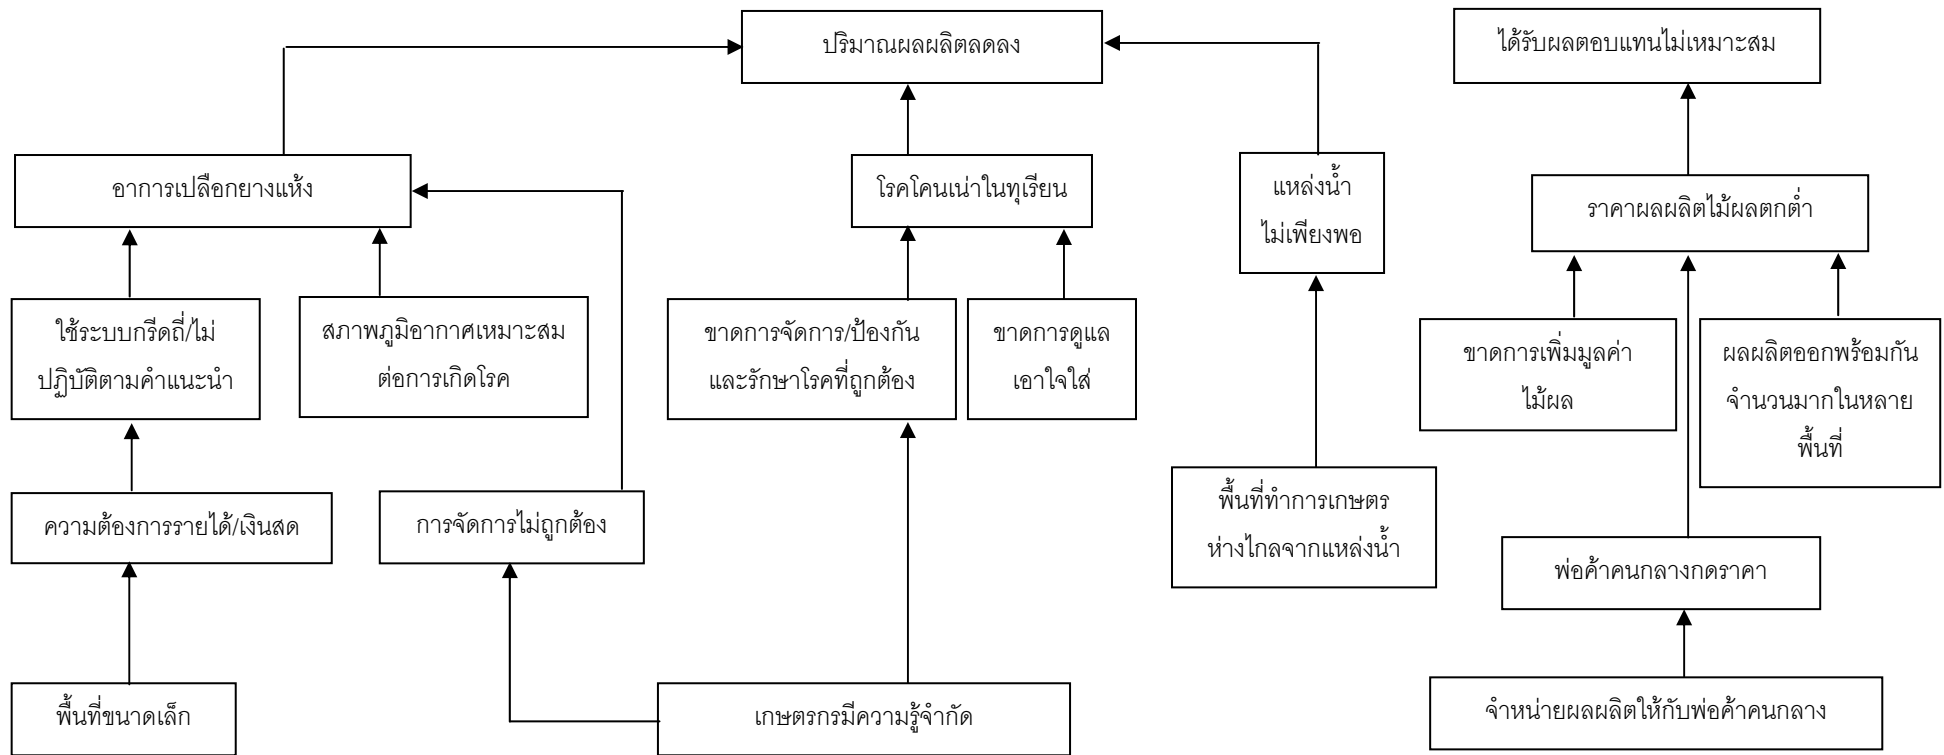 ปริมาณผลผลิตลดลง
ได้รับผลตอบแทนไม่เหมาะสม
อาการเปลือกยางแห้ง
โรคโคนเน่าในทุเรียน
แหล่งน้ำ
ไม่เพียงพอ
ราคาผลผลิตไม้ผลตกต่ำ
ใช้ระบบกรีดถี่/ไม่
ปฏิบัติตามคำแนะนำ
สภาพภูมิอากาศเหมาะสม
ต่อการเกิดโรค
ขาดการจัดการ/ป้องกัน
และรักษาโรคที่ถูกต้อง
ขาดการดูแล
เอาใจใส่
ขาดการเพิ่มมูลค่า
ไม้ผล
ผลผลิตออกพร้อมกัน
จำนวนมากในหลาย
พื้นที่
ความต้องการรายได้/เงินสด
การจัดการไม่ถูกต้อง
พื้นที่ทำการเกษตร
ห่างไกลจากแหล่งน้ำ
พ่อค้าคนกลางกดราคา
พื้นที่ขนาดเล็ก
เกษตรกรมีความรู้จำกัด
จำหน่ายผลผลิตให้กับพ่อค้าคนกลาง